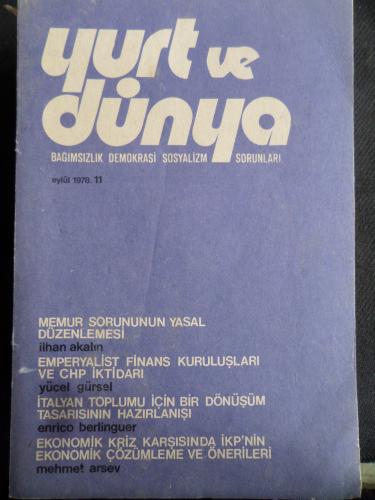 yurt ve
dünya
BAĞIMSIZLIK DEMOKRASİ SOSYALİZM SORUNLARI
eylül 1978. 11
MEMUR SORUNUNUN YASAL
DÜZENLEMESİ
ilhan akalın
EMPERYALİST FİNANS KURULUŞLARI
VE CHP İKTİDARI
yücel gürsel
İTALYAN TOPLUMU İÇİN BİR DÖNÜŞÜM
TASARISININ HAZIRLANIŞI
enrico berlinguer
EKONOMİK KRİZ KARŞISINDA İKP'NİN
EKONOMİK ÇÖZÜMLEME VE ÖNERİLERİ
mehmet arsev